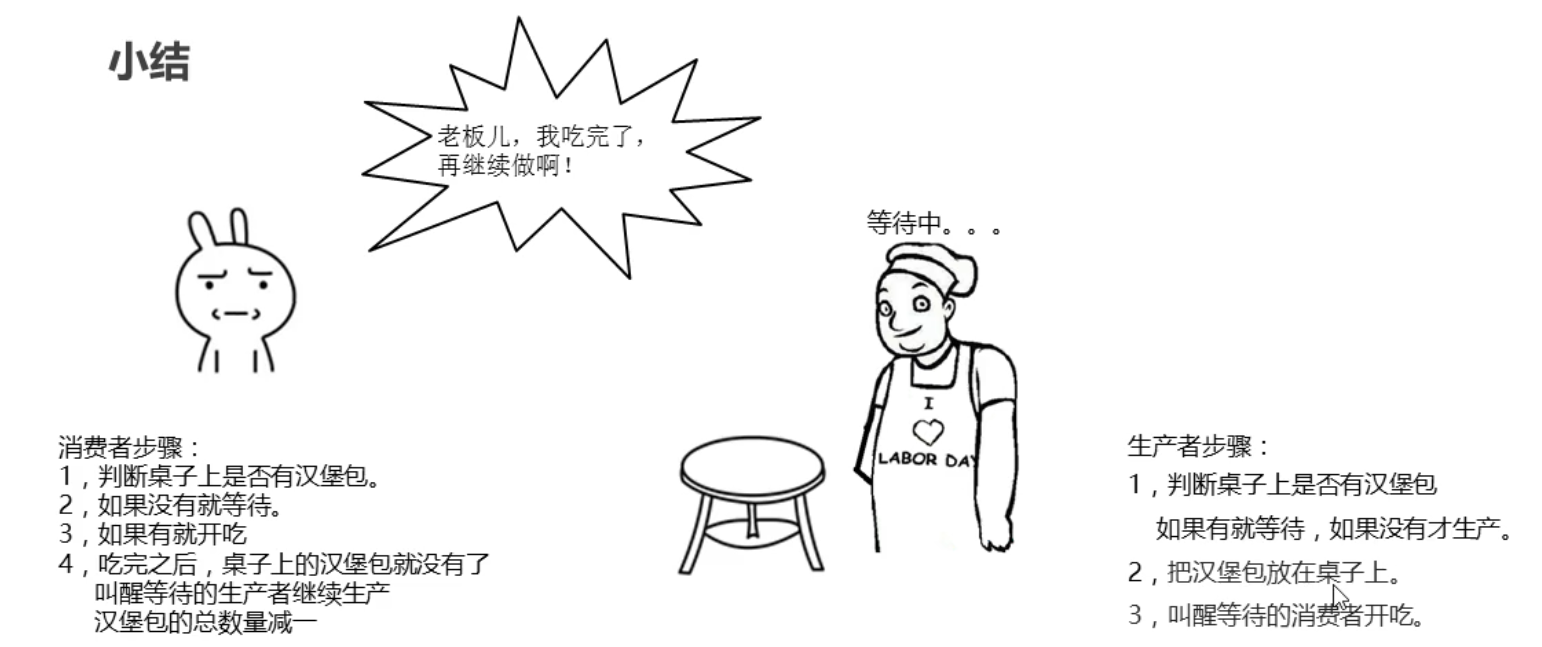 小结
老板儿，我吃完了，
再继续做啊！
等待中。。。
I
LABOR DAY
消费者步骤：
1，判断桌子上是否有汉堡包。
2，如果没有就等待。
3，如果有就开吃
4，吃完之后，桌子上的汉堡包就没有了
叫醒等待的生产者继续生产
汉堡包的总数量减一
生产者步骤：
1，判断桌子上是否有汉堡包
如果有就等待，如果没有才生产。
2，把汉堡包放在桌子上。
3，叫醒等待的消费者开吃。